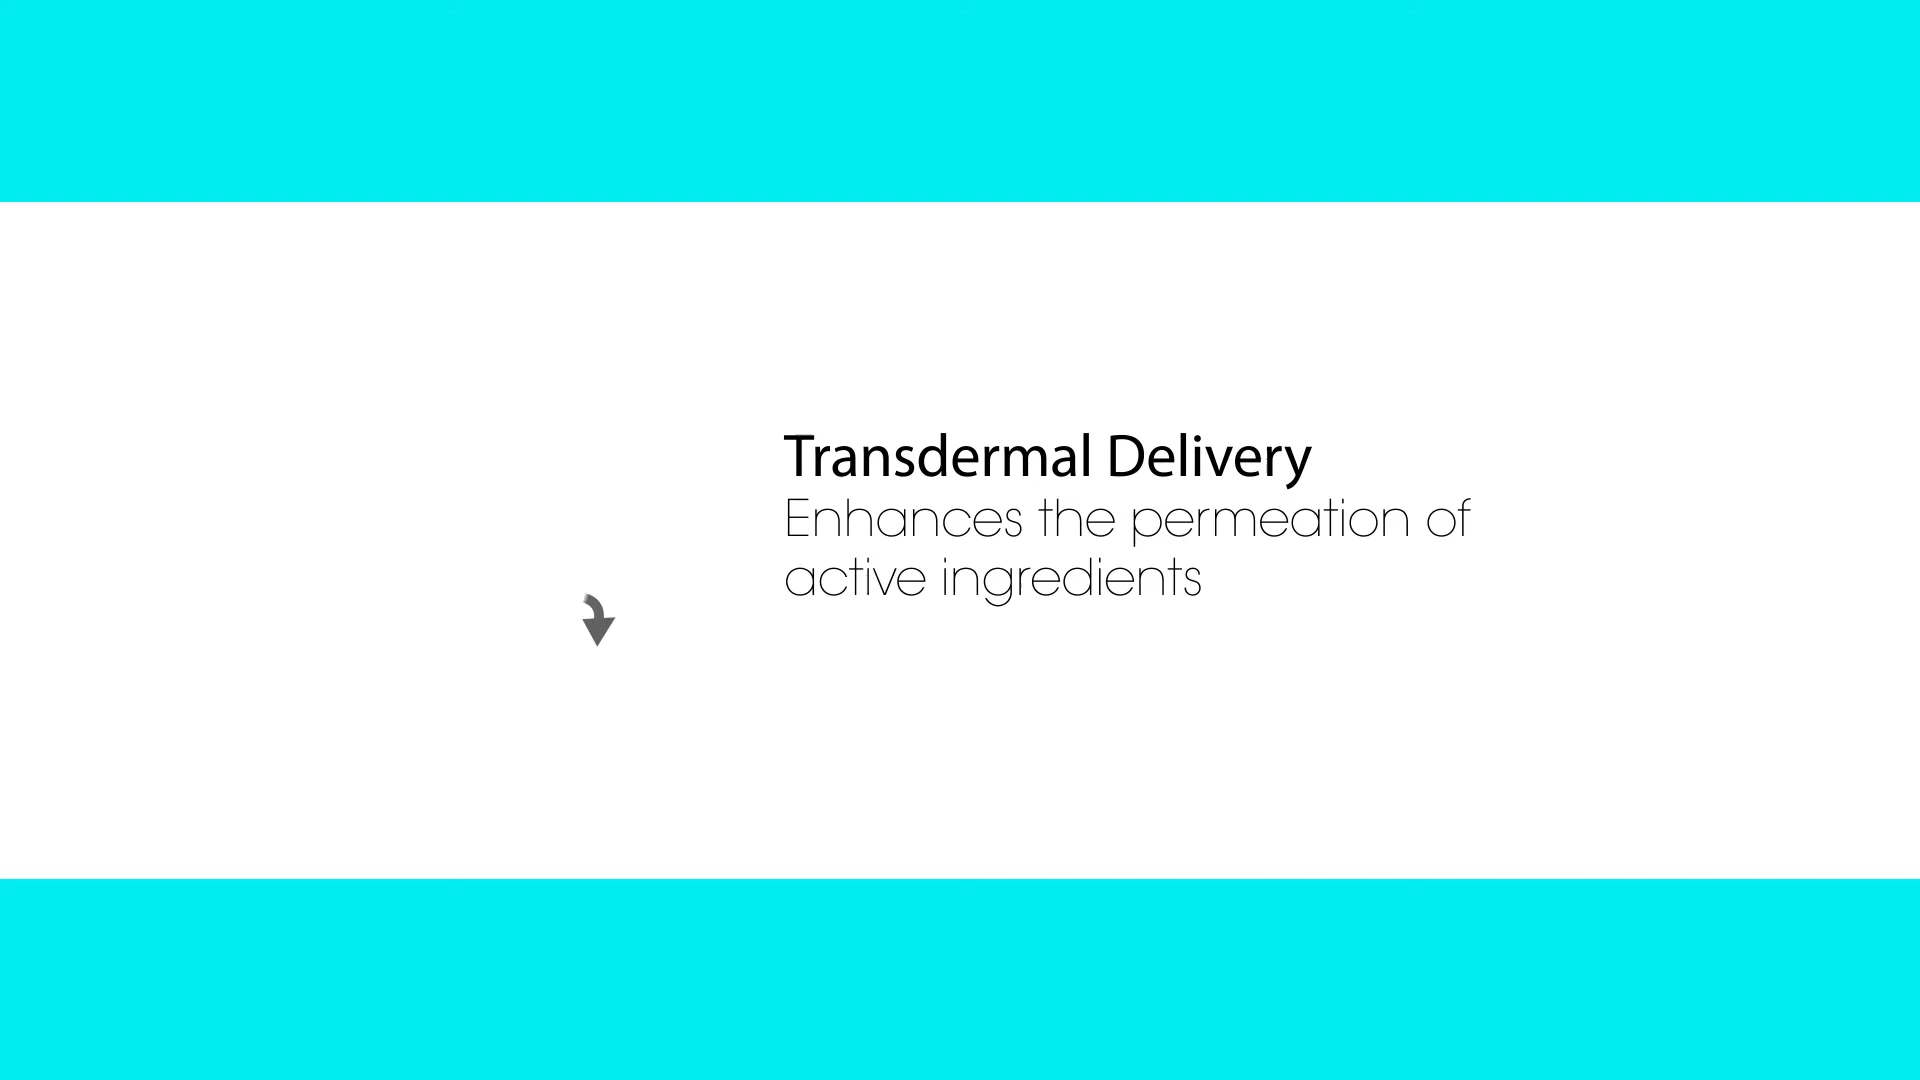 Transdermal Delivery
Enhances the permeation of
active ingredients